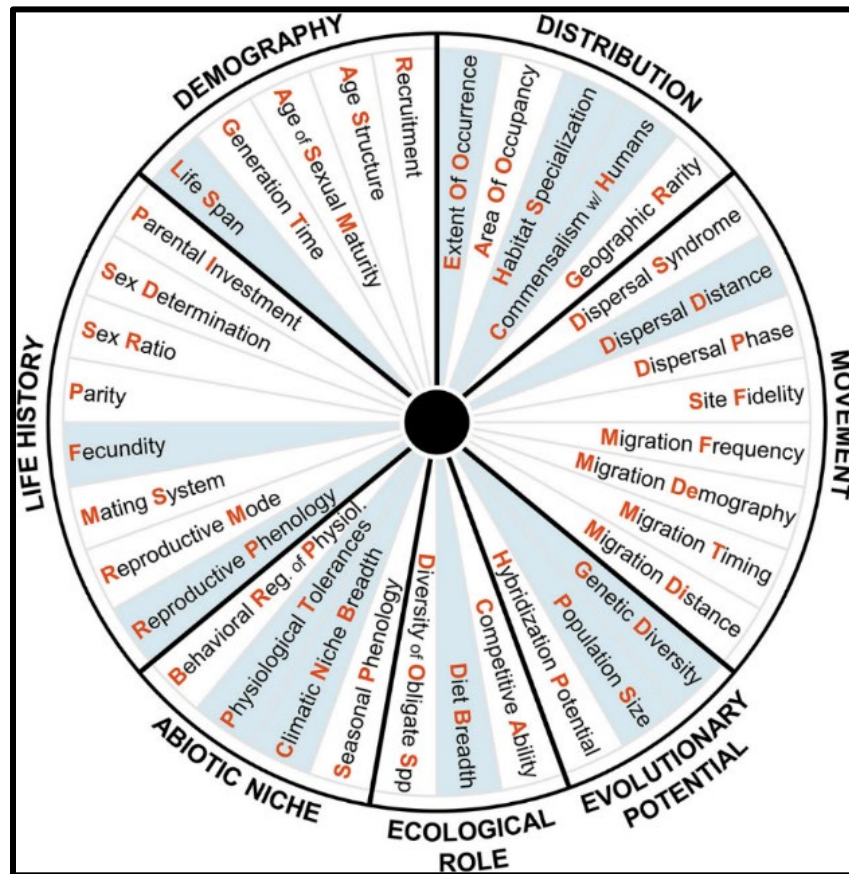 DISTRIBUTION
Extent Of Occurrence
Area Of Occupancy
Habitat Specialization
Commensalism w/ Humans
Geographic Rarity
MOVEMENT
Dispersal Syndrome
Dispersal Distance
Dispersal Phase
Site Fidelity
Migration Frequency
Migration Demography
Migration Timing
Migration Distance
EVOLUTIONARY
POTENTIAL
Genetic Diversity
Population Size
Hybridization Potential
ECOLOGICAL
ROLE
Competitive Ability
Diet Breadth
Diversity of Obligate Spp
ABIOTIC NICHE
Seasonal Phenology
Climatic Niche Breadth
Physiological Tolerances
Behavioral Reg. of Physiol.
LIFE HISTORY
Reproductive Phenology
Reproductive Mode
Mating System
Fecundity
Parity
Sex Ratio
Sex Determination
Parental Investment
DEMOGRAPHY
Life Span
Generation Time
Age of Sexual Maturity
Age Structure
Recruitment